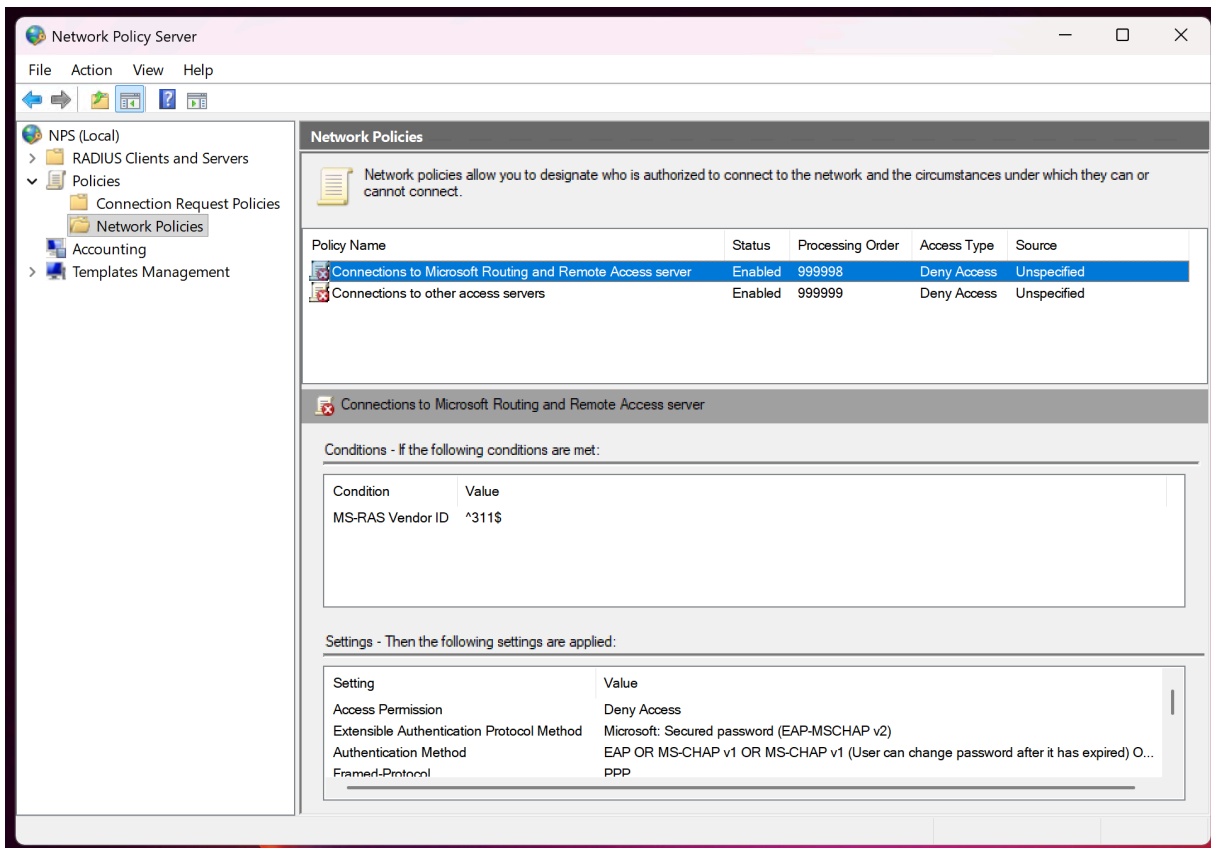 Network Policy Server
File Action View Help
NPS (Local)
RADIUS Clients and Servers
Policies
Connection Request Policies
Network Policies
Accounting
Templates Management
Network Policies
Network policies allow you to designate who is authorized to connect to the network and the circumstances under which they can or
cannot connect.
Policy Name Status Processing Order Access Type Source
Connections to Microsoft Routing and Remote Access server Enabled 999998 Deny Access Unspecified
Connections to other access servers Enabled 999999 Deny Access Unspecified
Connections to Microsoft Routing and Remote Access server
Conditions - If the following conditions are met:
Condition Value
MS-RAS Vendor ID ^311$
Settings - Then the following settings are applied:
Setting Value
Access Permission Deny Access
Extensible Authentication Protocol Method Microsoft: Secured password (EAP-MSCHAP v2)
Authentication Method EAP OR MS-CHAP v1 OR MS-CHAP v1 (User can change password after it has expired) O...
Framed-Protocol PPP